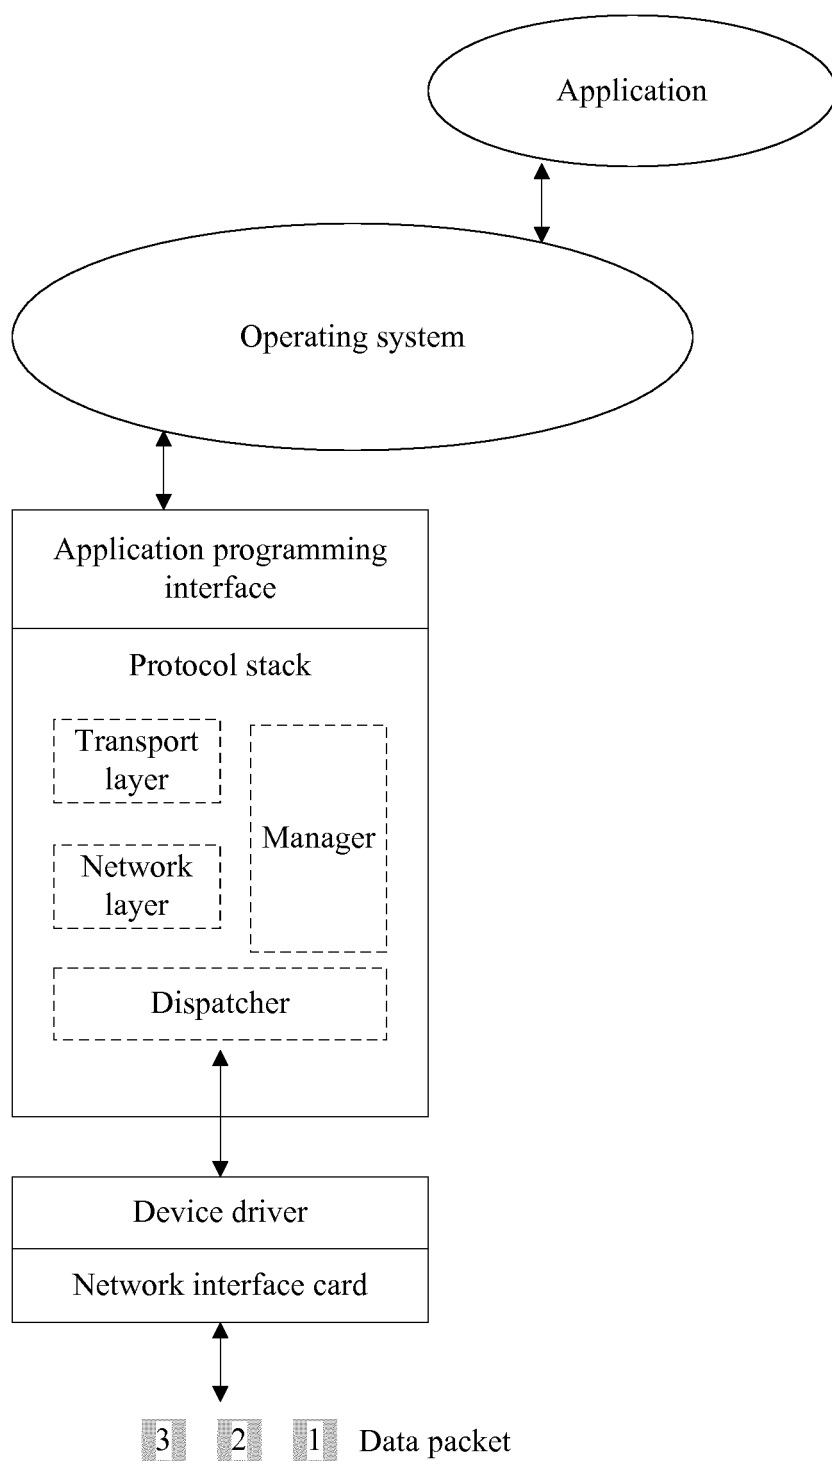 Application
Operating system
Application programming
interface
Protocol stack
Transport
layer
Manager
Network
layer
Dispatcher
Device driver
Network interface card
3 2 1 Data packet